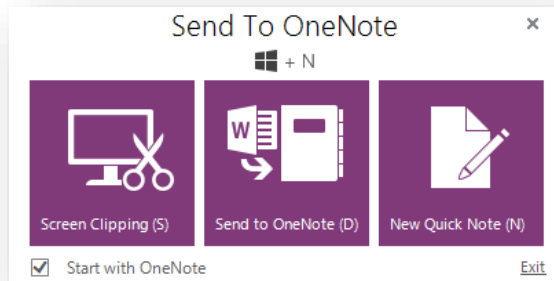 Send To OneNote
+ N
W
Screen Clipping (S)
Send to OneNote (D)
New Quick Note (N)
Start with OneNote
Exit